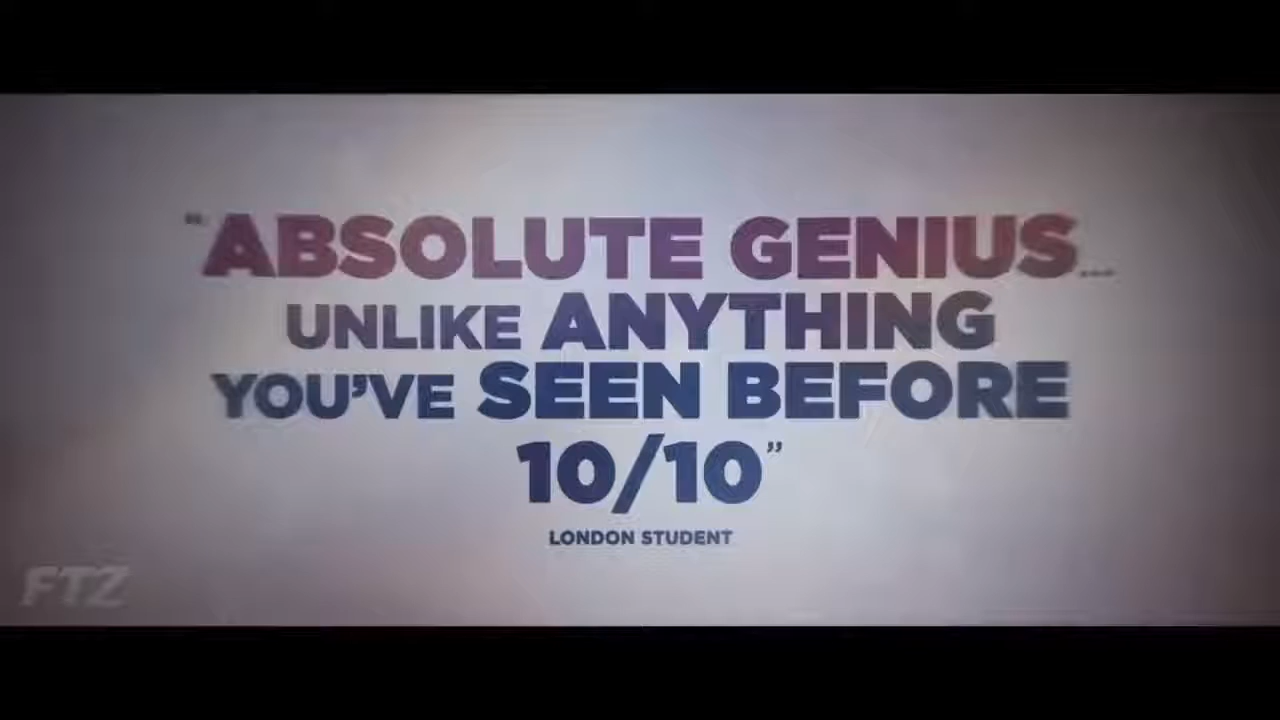 "ABSOLUTE GENIUS...
UNLIKE ANYTHING
YOU'VE SEEN BEFORE
10/10"
LONDON STUDENT
FTZ